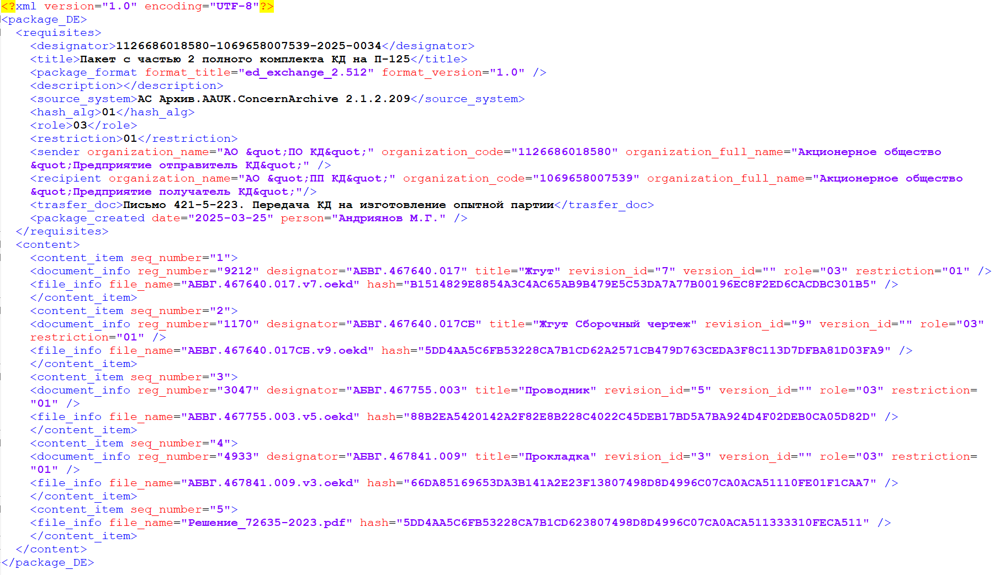 <?xml version="1.0" encoding="UTF-8"?>
<package_DE>
<requisites>
<designator>1126686018580-1069658007539-2025-0034</designator>
<title>Пакет с частью 2 полного комплекта КД на П-125</title>
<package_format format_title="ed_exchange_2.512" format_version="1.0" />
<description></description>
<source_system>АС Архив.AAUK.ConcernArchive 2.1.2.209</source_system>
<hash_alg>01</hash_alg>
<role>03</role>
<restriction>01</restriction>
<sender organization_name="АО &quot;ПО КД&quot;" organization_code="1126686018580" organization_full_name="Акционерное общество
&quot;Предприятие отправитель КД&quot;" />
<recipient organization_name="АО &quot;ПП КД&quot;" organization_code="1069658007539" organization_full_name="Акционерное общество
&quot;Предприятие получатель КД&quot;"/>
<trasfer_doc>Письмо 421-5-223. Передача КД на изготовление опытной партии</trasfer_doc>
<package_created date="2025-03-25" person="Андриянов М.Г." />
</requisites>
<content>
<content_item seq_number="1">
<document_info reg_number="9212" designator="АБВГ.467640.017" title="Жгут" revision_id="7" version_id="" role="03" restriction="01" />
<file_info file_name="АБВГ.467640.017.v7.oekd" hash="B1514829E8854A3C4AC65AB9B479E5C53DA7A77B00196EC8F2ED6CACDBC301B5" />
</content_item>
<content_item seq_number="2">
<document_info reg_number="1170" designator="АБВГ.467640.017СБ" title="Жгут Сборочный чертеж" revision_id="9" version_id="" role="03"
restriction="01" />
<file_info file_name="АБВГ.467640.017СБ.v9.oekd" hash="5DD4AA5C6FB53228CA7B1CD62A2571CB479D763CEDA3F8C113D7DFBA81D03FA9" />
</content_item>
<content_item seq_number="3">
<document_info reg_number="3047" designator="АБВГ.467755.003" title="Проводник" revision_id="5" version_id="" role="03" restriction=
"01" />
<file_info file_name="АБВГ.467755.003.v5.oekd" hash="88B2EA5420142A2F82E8B228C4022C45DEB17BD5A7BA924D4F02DEB0CA05D82D" />
</content_item>
<content_item seq_number="4">
<document_info reg_number="4933" designator="АБВГ.467841.009" title="Прокладка" revision_id="3" version_id="" role="03" restriction=
"01" />
<file_info file_name="АБВГ.467841.009.v3.oekd" hash="66DA85169653DA3B141A2E23F13807498D8D4996C07CA0ACA51110FE01F1CAA7" />
</content_item>
<content_item seq_number="5">
<file_info file_name="Решение_72635-2023.pdf" hash="5DD4AA5C6FB53228CA7B1CD623807498D8D4996C07CA0ACA511333310FECA511" />
</content_item>
</content>
</package_DE>